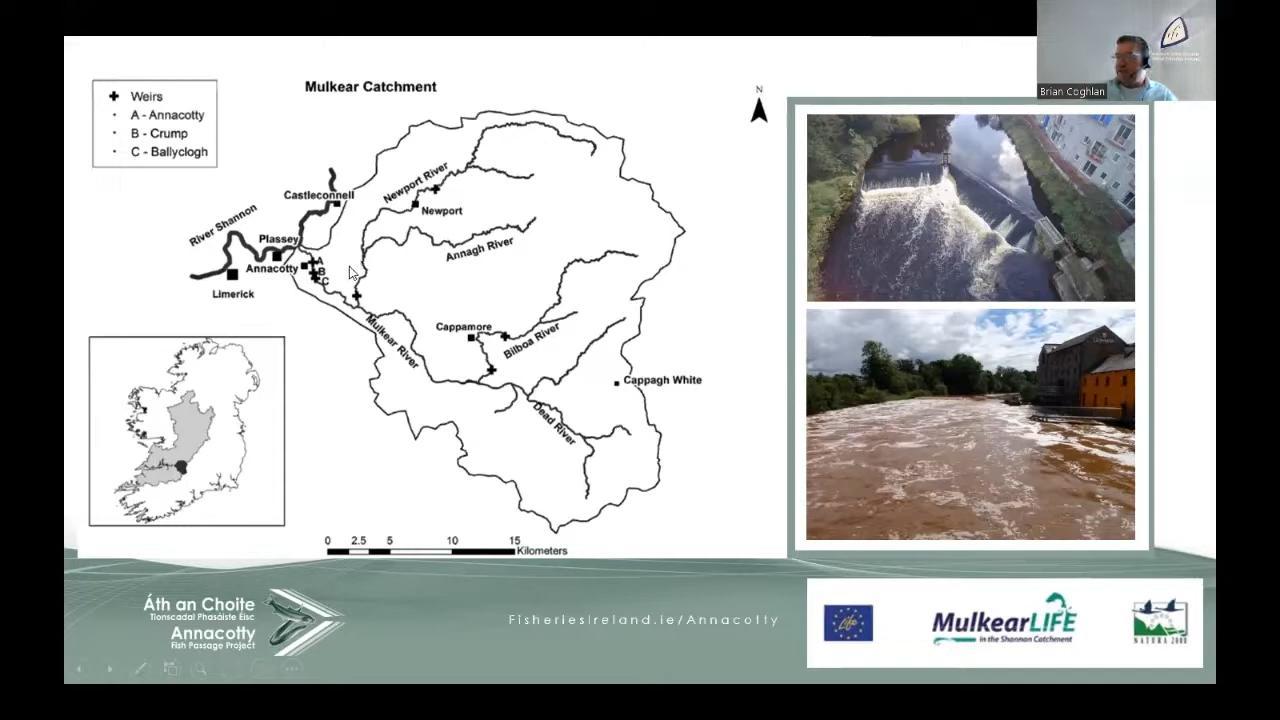 Brian Coghlan
Mulkear Catchment
Weirs
A - Annacotty
B - Crump
C - Ballyclogh
N
Castleconnell
Newport River
Newport
River Shannon
Plassey
Annacotty
A
B
C
Annagh River
Limerick
Mulkear River
Cappamore
Bilboa River
Cappagh White
Dead River
0 2.5 5 10 15
Kilometers
Áth an Choite
Tionscadal Phasáiste Éisc
Annacotty
Fish Passage Project
FisheriesIreland.ie/Annacotty
Life
MulkearLIFE
in the Shannon Catchment
NATURA 2000